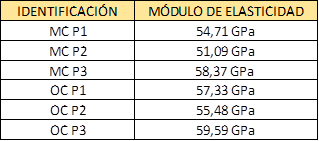 IDENTIFICACIÓN MÓDULO DE ELASTICIDAD
MC P1 54,71 GPa
MC P2 51,09 GPa
MC P3 58,37 GPa
OC P1 57,33 GPa
OC P2 55,48 GPa
OC P3 59,59 GPa